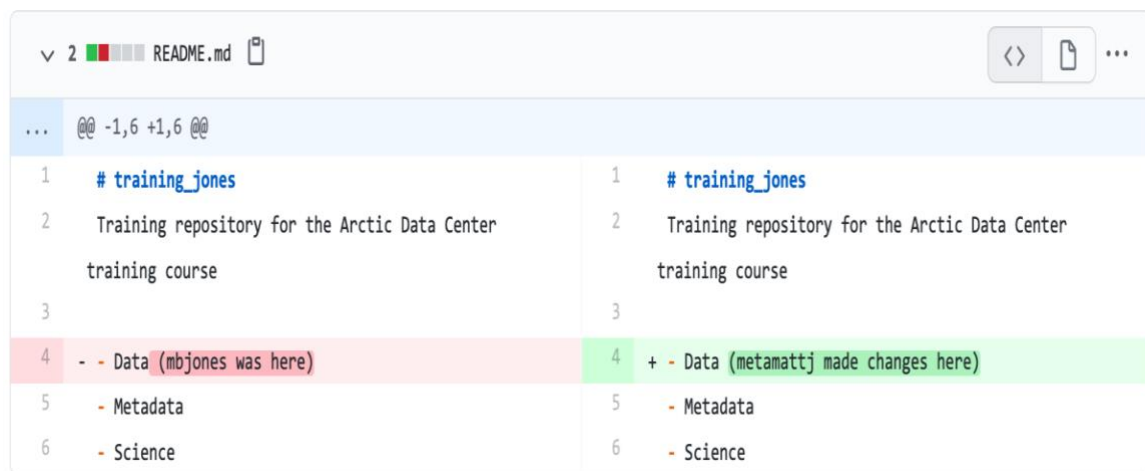 2 README.md
... @@ -1,6 +1,6 @@
1 # training_jones
2 Training repository for the Arctic Data Center
training course
3
4 - - Data (mbjones was here)
5 - Metadata
6 - Science
1 # training_jones
2 Training repository for the Arctic Data Center
training course
3
4 + - Data (metamattj made changes here)
5 - Metadata
6 - Science